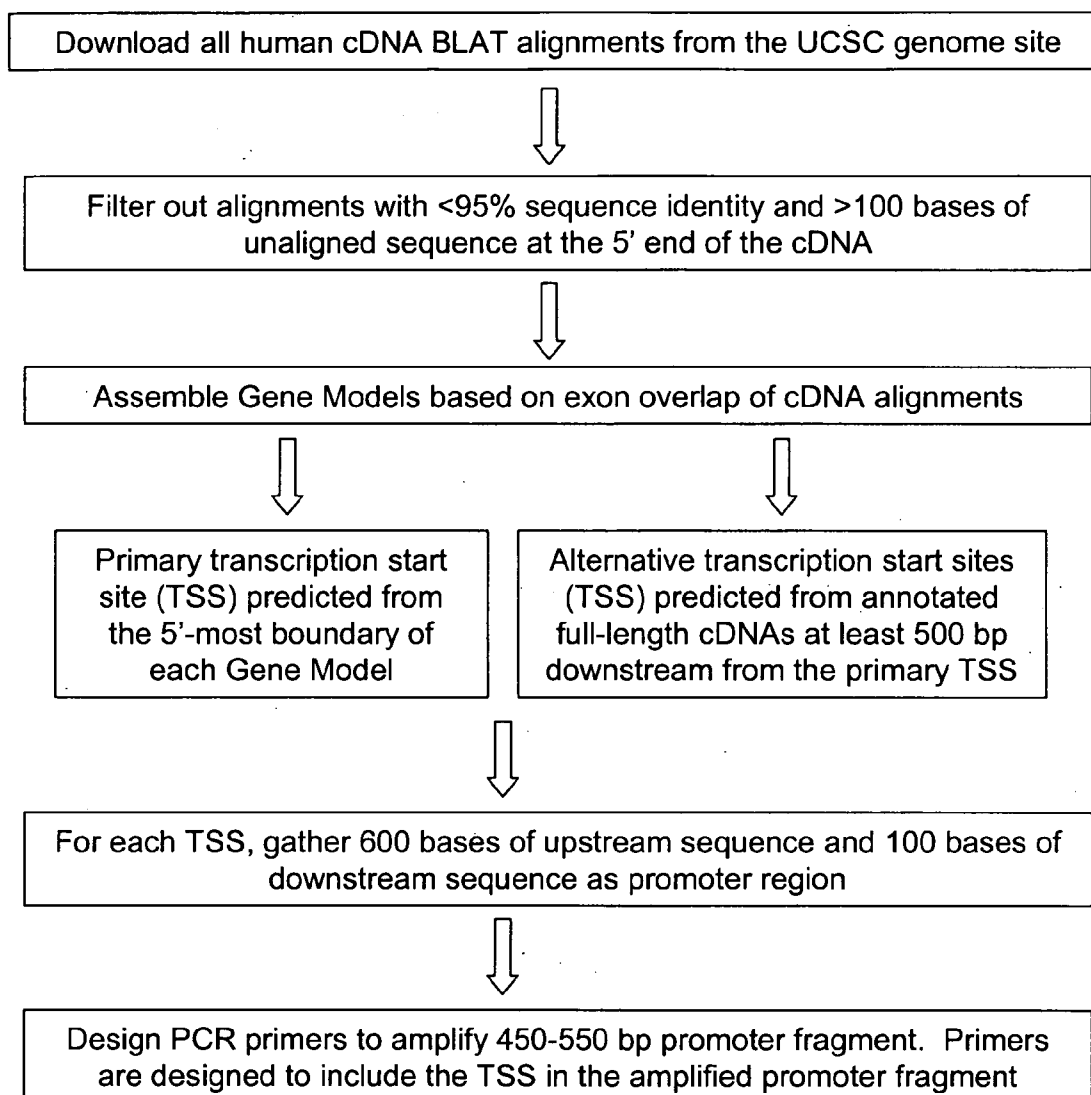 Download all human cDNA BLAT alignments from the UCSC genome site
Filter out alignments with <95% sequence identity and >100 bases of
unaligned sequence at the 5' end of the cDNA
Assemble Gene Models based on exon overlap of cDNA alignments
Primary transcription start
site (TSS) predicted from
the 5'-most boundary of
each Gene Model
Alternative transcription start sites
(TSS) predicted from annotated
full-length cDNAs at least 500 bp
downstream from the primary TSS
For each TSS, gather 600 bases of upstream sequence and 100 bases of
downstream sequence as promoter region
Design PCR primers to amplify 450-550 bp promoter fragment. Primers
are designed to include the TSS in the amplified promoter fragment